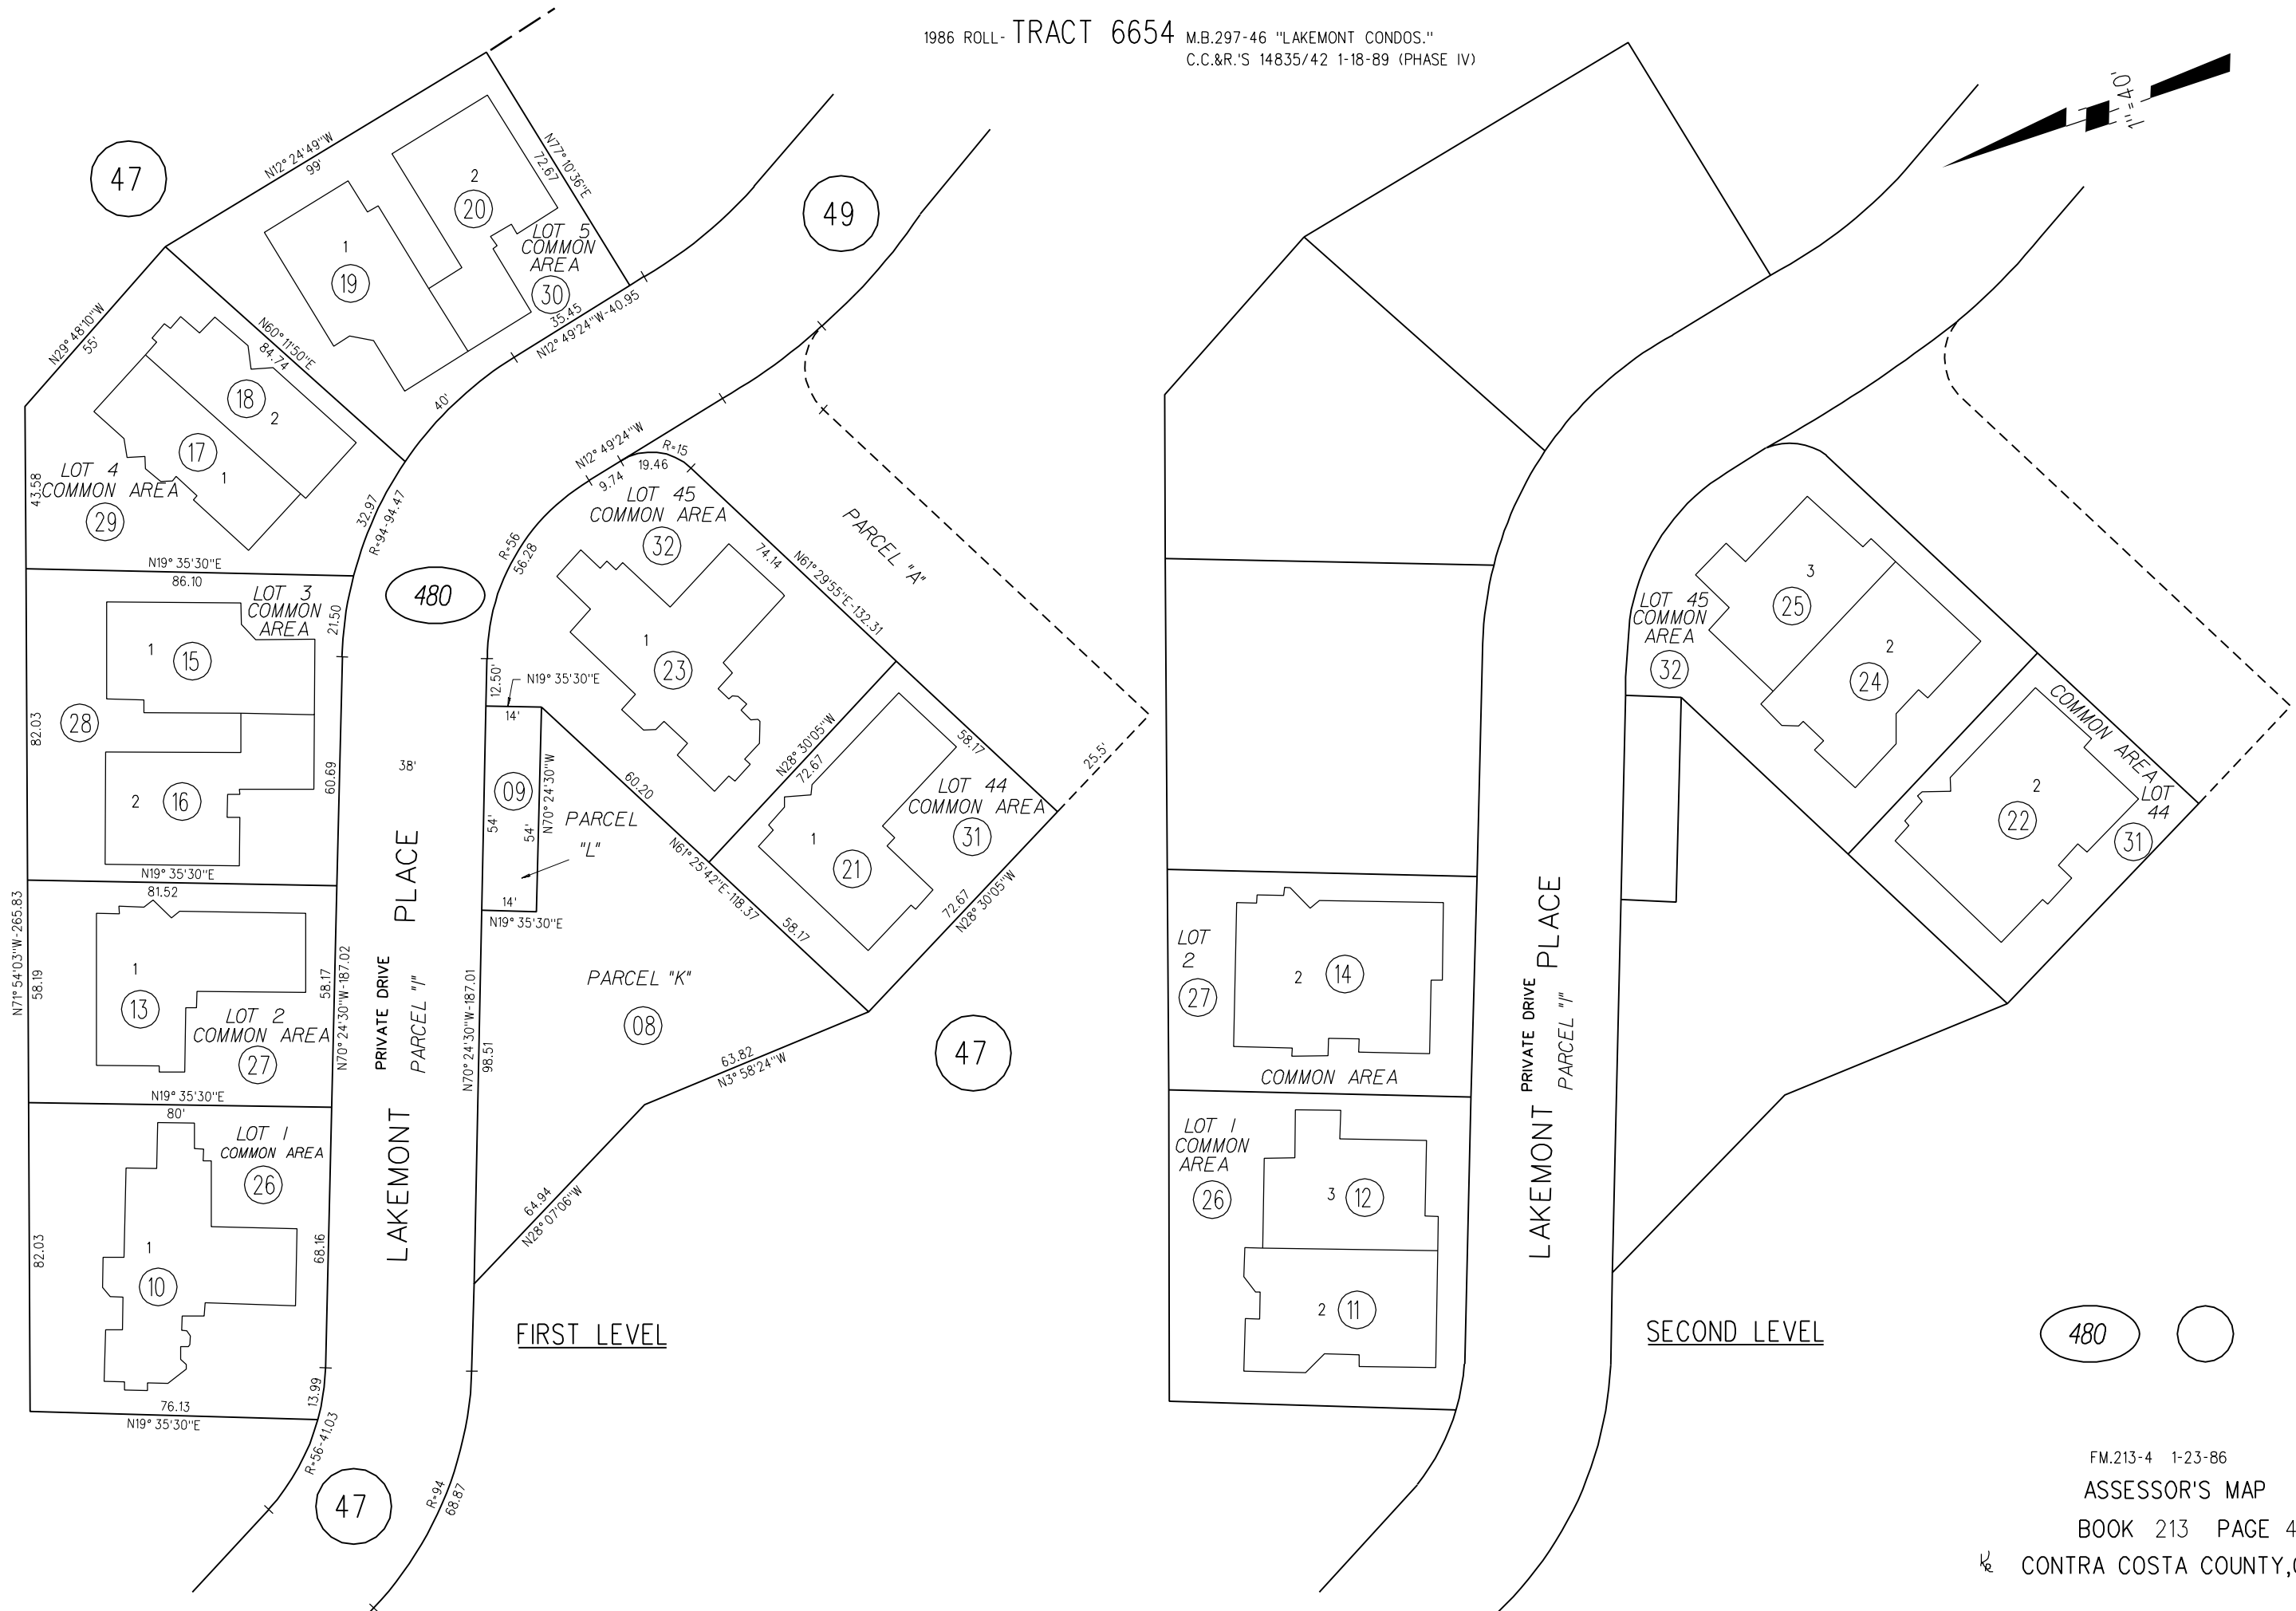 1986 ROLL- TRACT 6654 M.B.297-46 "LAKEMONT CONDOS."
C.C.&R.'S 14835/42 1-18-89 (PHASE IV)
1"=40'
47
49
N12° 24'49"W
99'
N77° 10'36"E
72.67
2
20
1
19
LOT 5
COMMON
AREA
30
35.45
N12° 49'24"W-40.95
N29° 48'10"W
55'
N60° 11'50"E
84.74
18
2
17
1
LOT 4
COMMON AREA
29
43.58
40'
32.97
R=94-94.47
N12° 49'24"W
9.74
R=15
19.46
LOT 45
COMMON AREA
32
R=56
56.28
74.14
N61° 29'55"E-132.31
PARCEL "A"
N19° 35'30"E
86.10
LOT 3
COMMON
AREA
21.50
480
1
15
28
82.03
2
16
60.69
38'
12.50'
N19° 35'30"E
14'
09
54'
54'
N70° 24'30"W
PARCEL
"L"
14'
N19° 35'30"E
1
23
60.20
N28° 30'05"W
72.67
58.17
25.5'
LOT 44
COMMON AREA
31
1
21
N61° 25'42"E-118.37
58.17
72.67
N28° 30'05"W
N19° 35'30"E
81.52
N71° 54'03"W-265.83
58.19
1
13
LOT 2
COMMON AREA
27
58.17
N70° 24'30"W-187.02
LAKEMONT PLACE
PRIVATE DRIVE
PARCEL "I"
N70° 24'30"W-187.01
98.51
PARCEL "K"
08
63.82
N3° 58'24"W
47
64.94
N28° 07'06"W
N19° 35'30"E
80'
LOT 1
COMMON AREA
26
82.03
1
10
68.16
13.99
76.13
N19° 35'30"E
R=56-41.03
47
R=94
68.87
FIRST LEVEL
3
25
2
24
LOT 45
COMMON
AREA
32
COMMON AREA
LOT
44
31
2
22
LOT
2
27
2
14
COMMON AREA
LOT 1
COMMON
AREA
26
3
12
2
11
LAKEMONT PLACE
PRIVATE DRIVE
PARCEL "I"
SECOND LEVEL
480
FM.213-4 1-23-86
ASSESSOR'S MAP
BOOK 213 PAGE 4
CONTRA COSTA COUNTY,